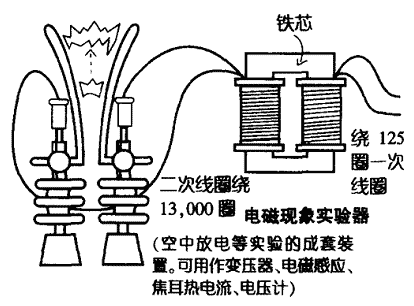 铁芯
绕 125
圈一次
线圈
二次线圈绕
13,000 圈
电磁现象实验器
(空中放电等实验的成套装
置。可用作变压器、电磁感应、
焦耳热电流、电压计)